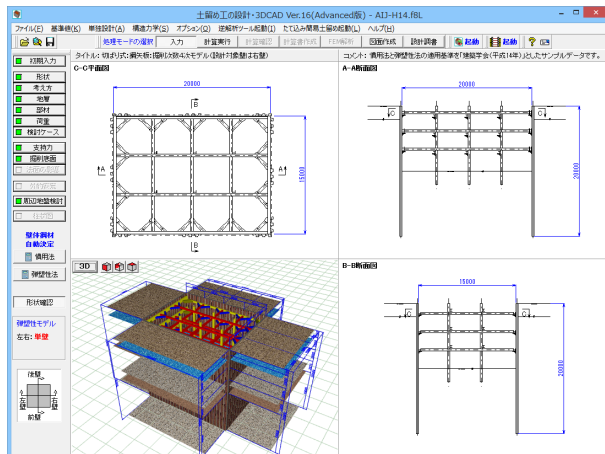 土留め工の設計・3DCAD Ver.16(Advanced版) - AIJ-H14.f8L
ファイル(F) 基準値(K) 単独設計(A) 構造力学(S) オプション(O) 逆解析ツール起動(I) たて込み簡易土留め起動(L) ヘルプ(H)
処理モードの選択 入力 計算実行 計算確認 計算書作成 FEM解析 図面作成 設計調書 起動 起動
タイトル:切ばり式:鋼矢板:掘削次数4次モデル(設計対象壁は右壁)
コメント:慣用法と弾塑性法の適用基準を「建築学会(平成14年)」としたサンプルデータです。
初期入力
形状
考え方
地層
部材
荷重
検討ケース
支持力
掘削底面
周辺地盤検討
柱状図
壁体鋼材
自動決定
慣用法
弾塑性法
形状確認
弾塑性モデル
左右:単壁
後壁
左壁
右壁
前壁
C-C平面図
20000
B
A
A
15000
B
A-A断面図
20000
C
C
20000
3D
B-B断面図
15000
C
C
20000